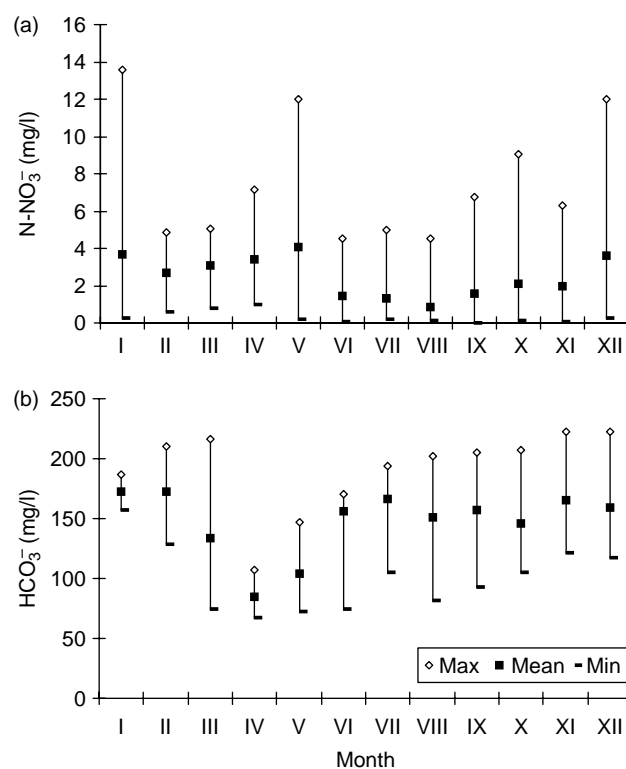 (a)
N-NO₃⁻ (mg/l)
16
14
12
10
8
6
4
2
0
I II III IV V VI VII VIII IX X XI XII
(b)
HCO₃⁻ (mg/l)
250
200
150
100
50
0
Max Mean Min
I II III IV V VI VII VIII IX X XI XII
Month